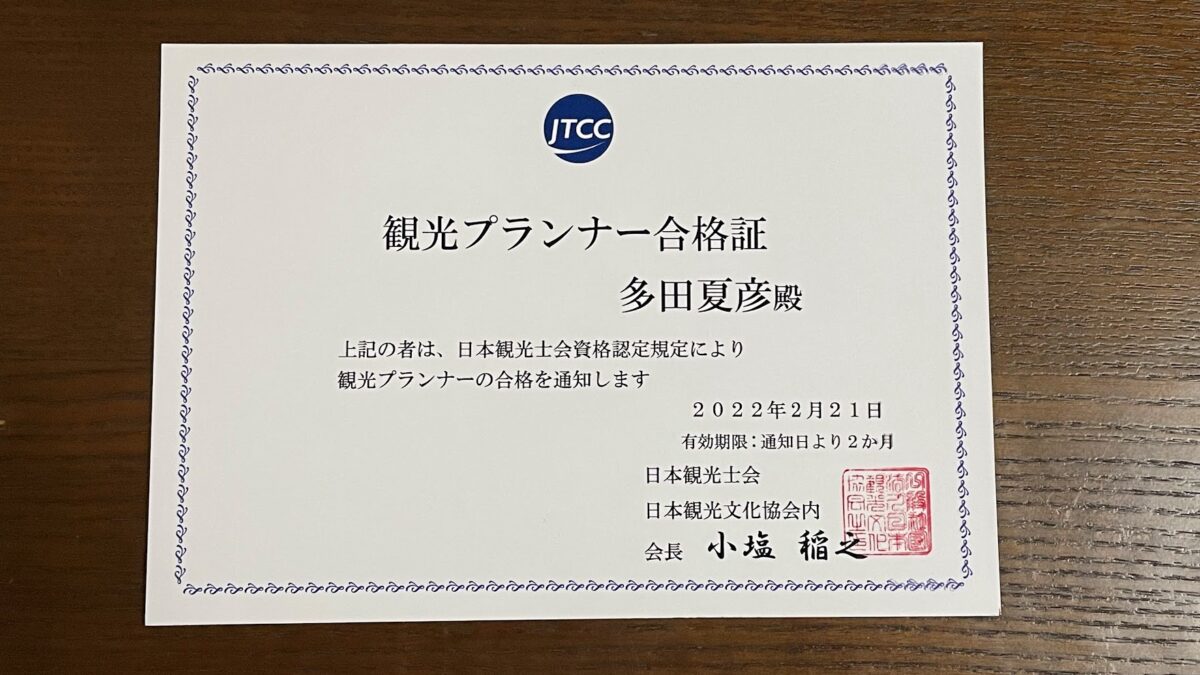 JTCC
観光プランナー合格証
多田夏彦殿
上記の者は、日本観光士会資格認定規定により
観光プランナーの合格を通知します
２０２２年２月２１日
有効期限：通知日より２か月
日本観光士会
日本観光文化協会内
会長 小塩 稲之